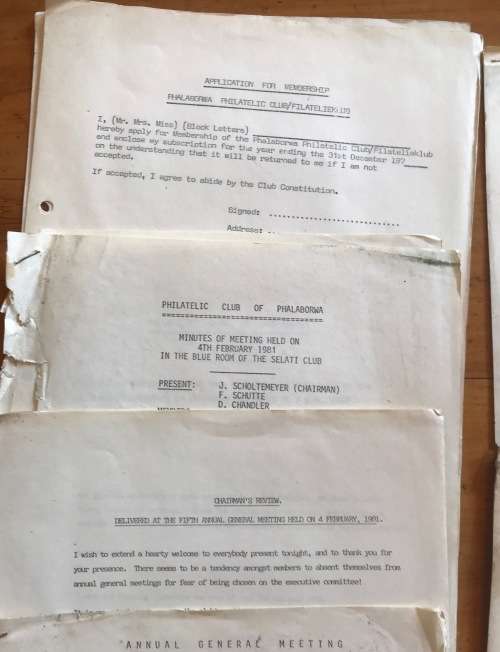 APPLICATION FOR MEMBERSHIP
PHALABORWA PHILATELIC CLUB/FILATELIEKLUB
I, (Mr. Mrs. Miss) (Block Letters)
hereby apply for Membership of the Phalaborwa Philatelic Club/Filatelieklub
and enclose my subscription for the year ending the 31st December 197
on the understanding that it will be returned to me if I am not
accepted.
If accepted, I agree to abide by the Club Constitution.
Signed: ............................
Address: ..
PHILATELIC CLUB OF PHALABORWA
MINUTES OF MEETING HELD ON
4TH FEBRUARY 1981
IN THE BLUE ROOM OF THE SELATI CLUB
PRESENT: J. SCHOLTEMEYER (CHAIRMAN)
F. SCHUTTE
D. CHANDLER
CHAIRMAN'S REVIEW.
DELIVERED AT THE FIFTH ANNUAL GENERAL MEETING HELD ON 4 FEBRUARY, 1981.
I wish to extend a hearty welcome to everybody present tonight, and to thank you for
your presence. There seems to be a tendency amongst members to absent themselves from
annual general meetings for fear of being chosen on the executive committee!
ANNUAL GENERAL MEETING